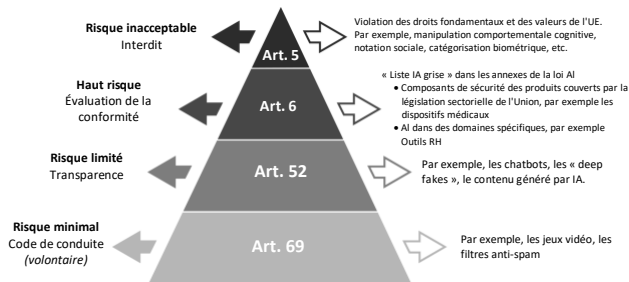 Risque inacceptable
Interdit
Art. 5
Violation des droits fondamentaux et des valeurs de l'UE.
Par exemple, manipulation comportementale cognitive,
notation sociale, catégorisation biométrique, etc.
Haut risque
Évaluation de la
conformité
Art. 6
« Liste IA grise » dans les annexes de la loi AI
• Composants de sécurité des produits couverts par la
législation sectorielle de l'Union, par exemple les
dispositifs médicaux
• AI dans des domaines spécifiques, par exemple
Outils RH
Risque limité
Transparence
Art. 52
Par exemple, les chatbots, les « deep
fakes », le contenu généré par IA.
Risque minimal
Code de conduite
(volontaire)
Art. 69
Par exemple, les jeux vidéo, les
filtres anti-spam